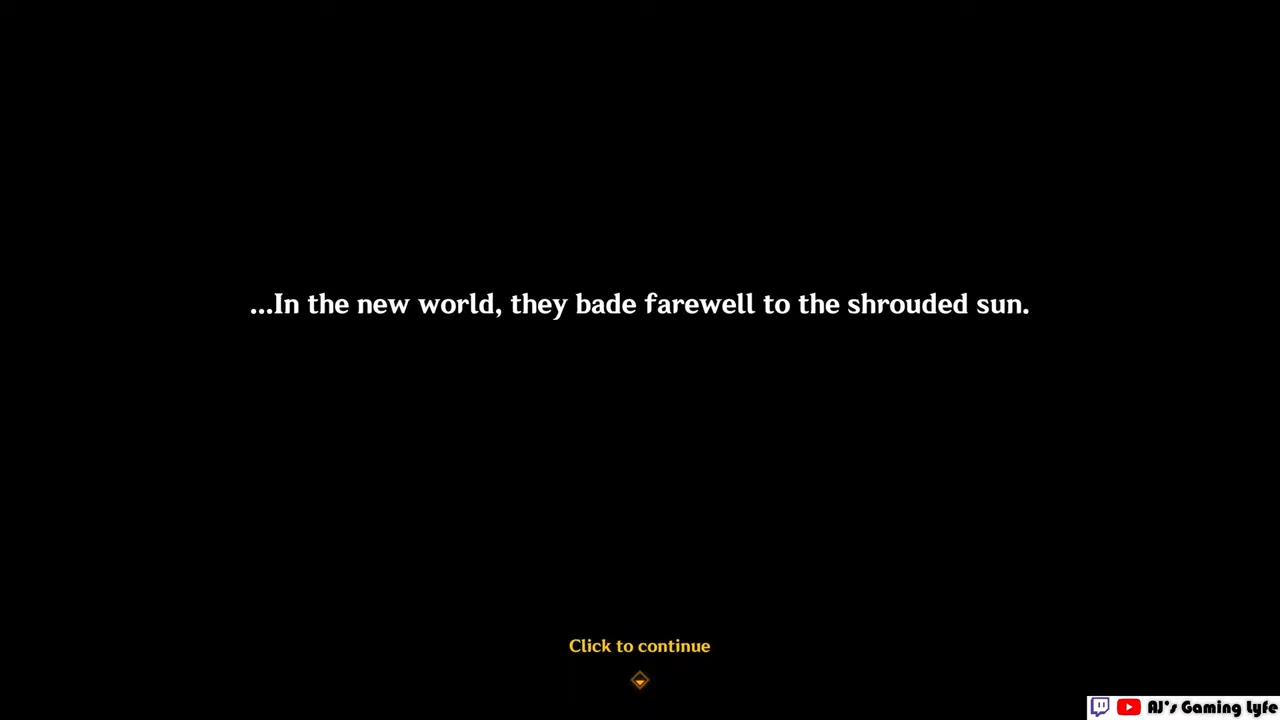 ...In the new world, they bade farewell to the shrouded sun.
Click to continue
AJ's Gaming Lyfe